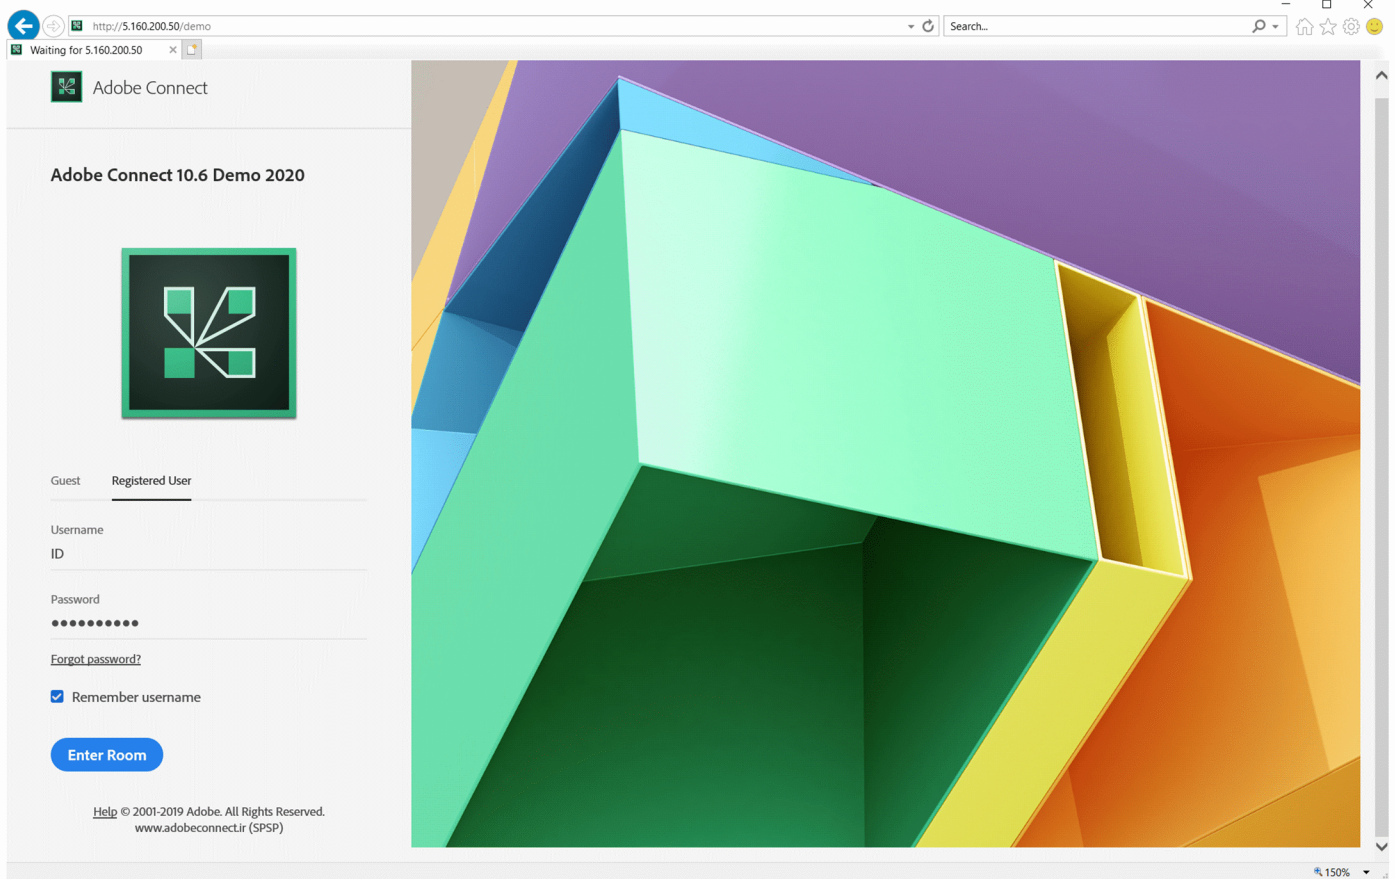 http://5.160.200.50/demo
Search...
Waiting for 5.160.200.50
Adobe Connect
Adobe Connect 10.6 Demo 2020
Guest Registered User
Username
ID
Password
Forgot password?
Remember username
Enter Room
Help © 2001-2019 Adobe. All Rights Reserved.
www.adobeconnect.ir (SPSP)
150%